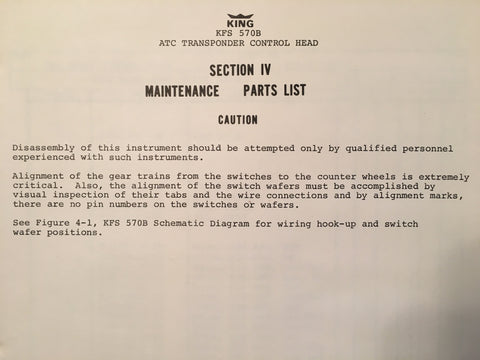 KING
KFS 570B
ATC TRANSPONDER CONTROL HEAD
SECTION IV
MAINTENANCE PARTS LIST
CAUTION
Disassembly of this instrument should be attempted only by qualified personnel
experienced with such instruments.
Alignment of the gear trains from the switches to the counter wheels is extremely
critical. Also, the alignment of the switch wafers must be accomplished by
visual inspection of their tabs and the wire connections and by alignment marks,
there are no pin numbers on the switches or wafers.
See Figure 4-1, KFS 570B Schematic Diagram for wiring hook-up and switch
wafer positions.